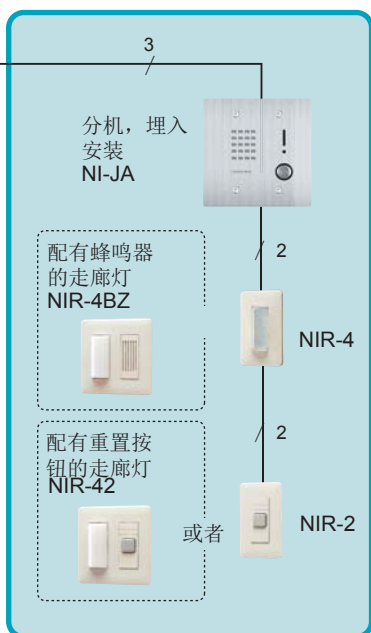 3
分机，埋入
安装
NI-JA
2
配有蜂鸣器
的走廊灯
NIR-4BZ
NIR-4
2
配有重置按
钮的走廊灯
NIR-42
或者
NIR-2